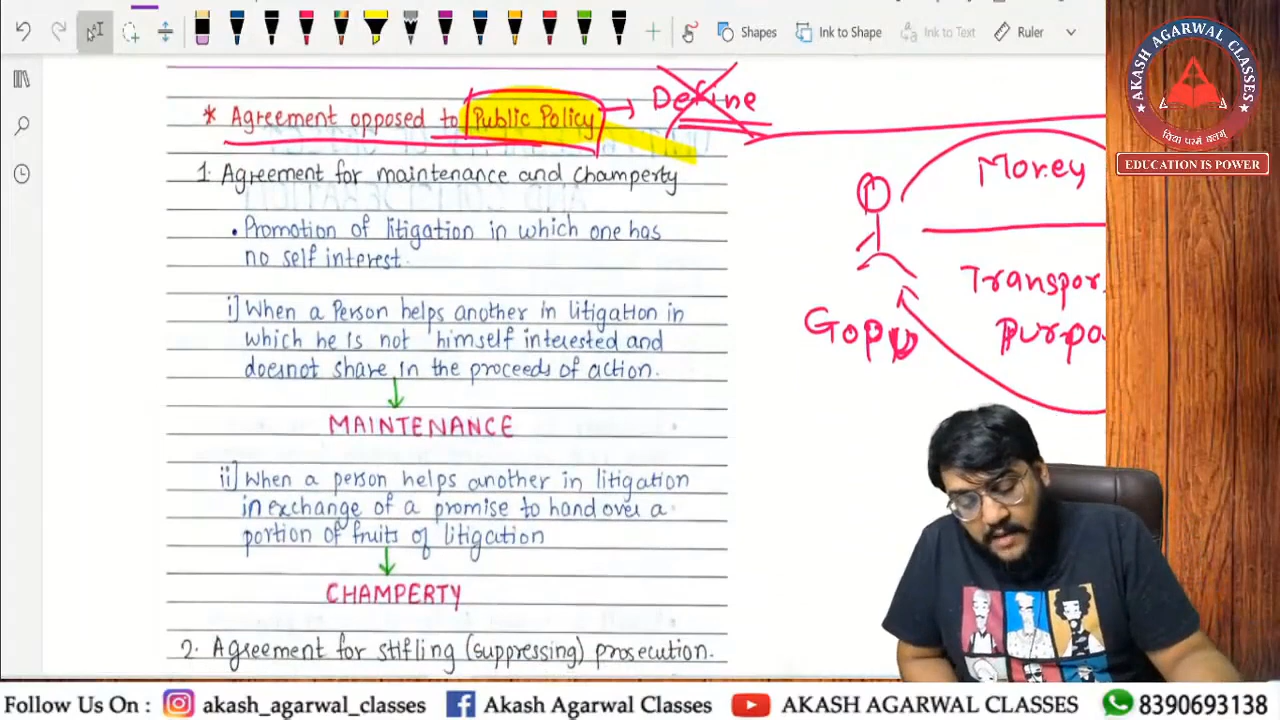 Shapes
Ink to Shape
Ink to Text
Ruler
AKASH AGARWAL CLASSES
विद्या परमं बलम्
EDUCATION IS POWER
* Agreement opposed to Public Policy → Define
1. Agreement for maintenance and champerty
• Promotion of litigation in which one has
no self interest.
i] When a Person helps another in litigation in
which he is not himself interested and
doesnot share in the proceeds of action.
MAINTENANCE
ii] When a person helps another in litigation
in exchange of a promise to hand over a
portion of fruits of litigation
CHAMPERTY
2. Agreement for stifling (suppressing) prosecution.
Money
Transpor
Purpo
Gopu
Follow Us On : akash_agarwal_classes Akash Agarwal Classes AKASH AGARWAL CLASSES 8390693138